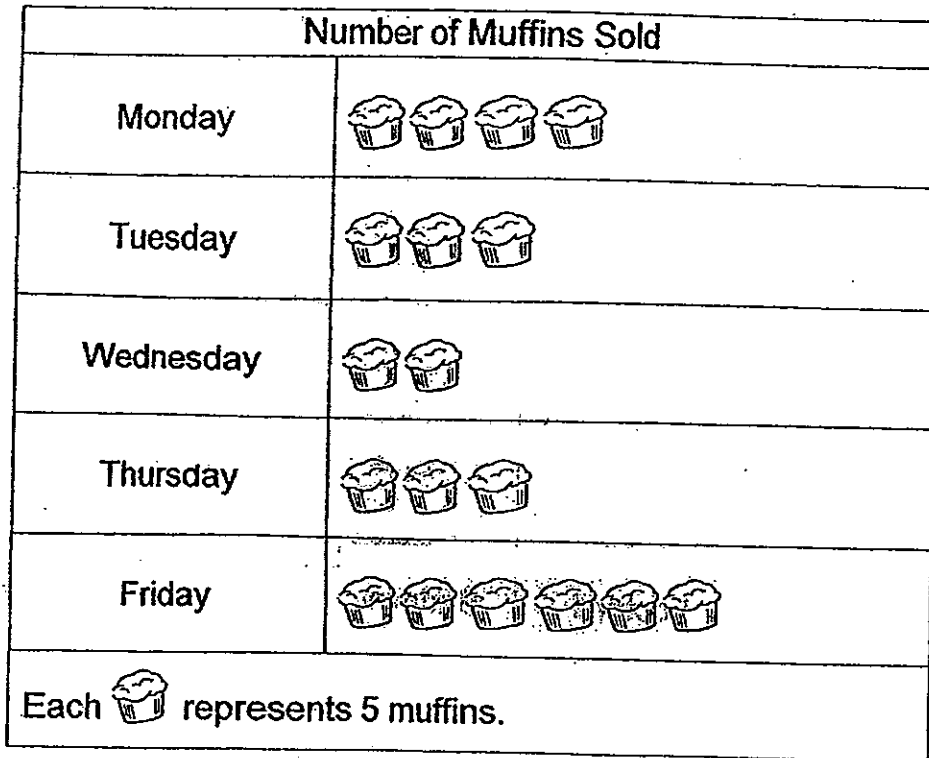 Number of Muffins Sold
Monday
Tuesday
Wednesday
Thursday
Friday
Each represents 5 muffins.